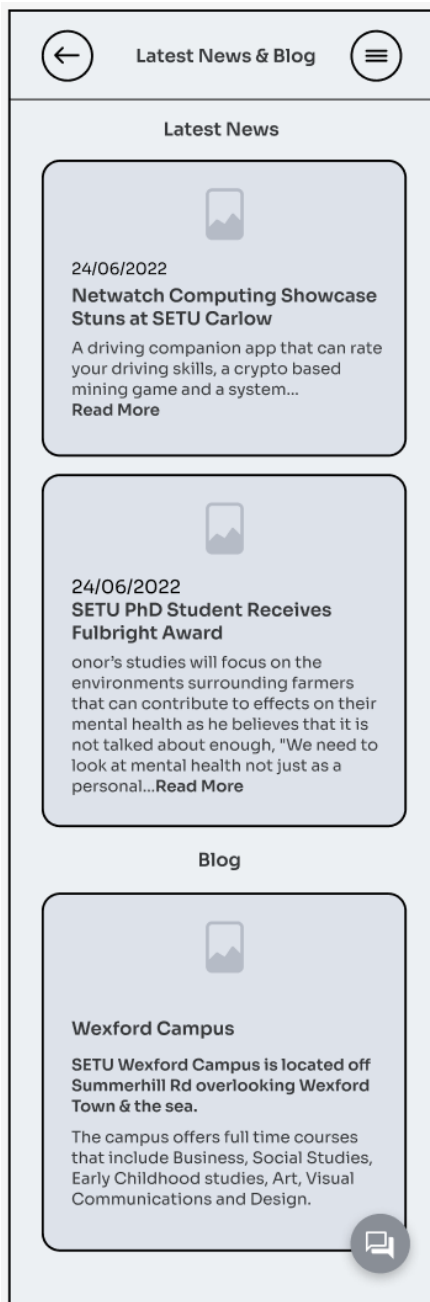 Latest News & Blog
Latest News
24/06/2022
Netwatch Computing Showcase
Stuns at SETU Carlow
A driving companion app that can rate
your driving skills, a crypto based
mining game and a system...
Read More
24/06/2022
SETU PhD Student Receives
Fulbright Award
onor's studies will focus on the
environments surrounding farmers
that can contribute to effects on their
mental health as he believes that it is
not talked about enough, "We need to
look at mental health not just as a
personal...Read More
Blog
Wexford Campus
SETU Wexford Campus is located off
Summerhill Rd overlooking Wexford
Town & the sea.
The campus offers full time courses
that include Business, Social Studies,
Early Childhood studies, Art, Visual
Communications and Design.